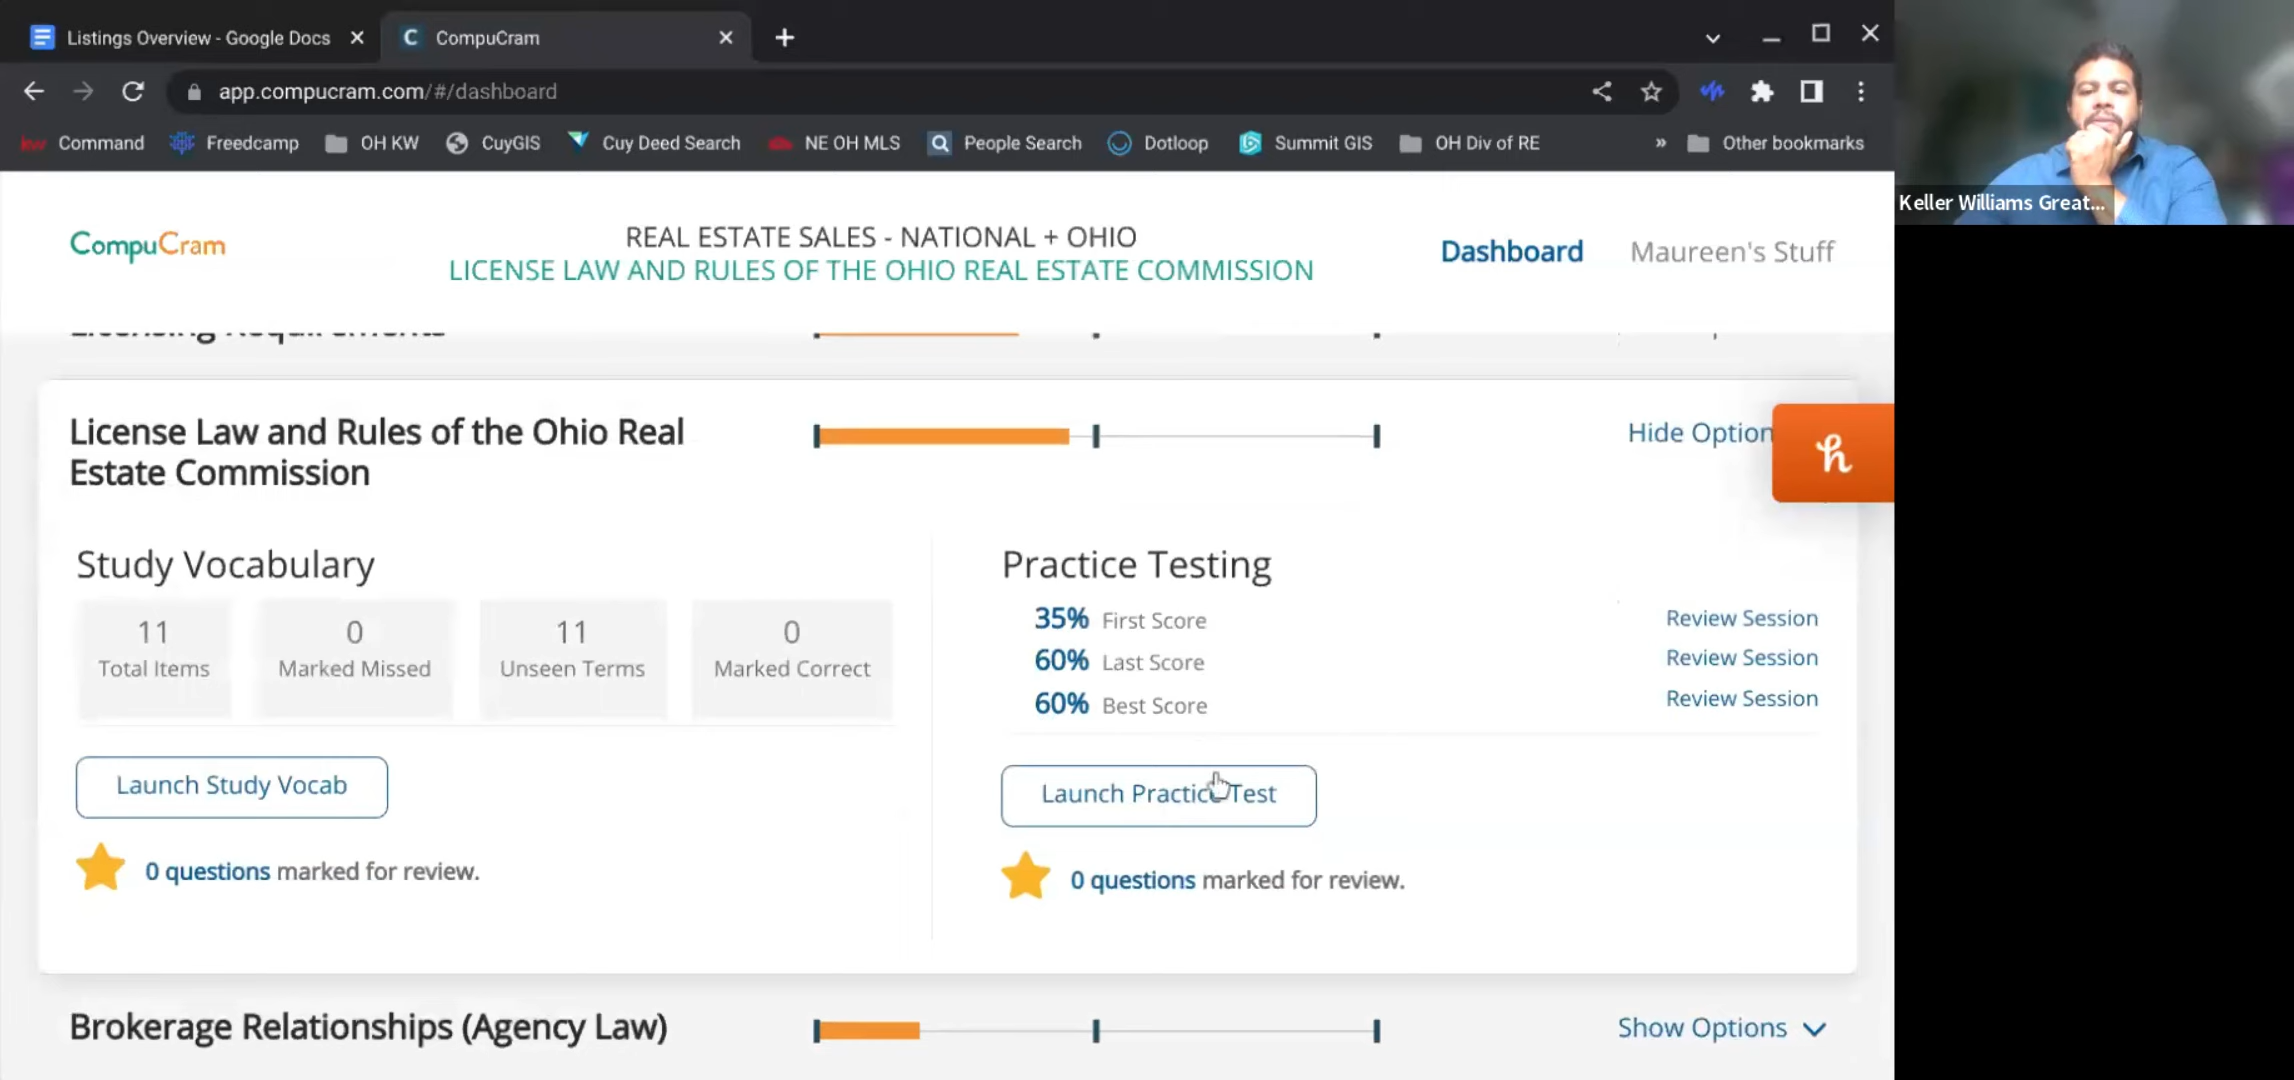 Listings Overview - Google Docs
CompuCram
app.compucram.com/#/dashboard
kw Command
Freedcamp
OH KW
CuyGIS
Cuy Deed Search
NE OH MLS
People Search
Dotloop
Summit GIS
OH Div of RE
Other bookmarks
Keller Williams Great...
CompuCram
REAL ESTATE SALES - NATIONAL + OHIO
LICENSE LAW AND RULES OF THE OHIO REAL ESTATE COMMISSION
Dashboard
Maureen's Stuff
Licensing Requirements
License Law and Rules of the Ohio Real
Estate Commission
Hide Option
Study Vocabulary
11
Total Items
0
Marked Missed
11
Unseen Terms
0
Marked Correct
Launch Study Vocab
0 questions marked for review.
Practice Testing
35% First Score
Review Session
60% Last Score
Review Session
60% Best Score
Review Session
Launch Practice Test
0 questions marked for review.
Brokerage Relationships (Agency Law)
Show Options